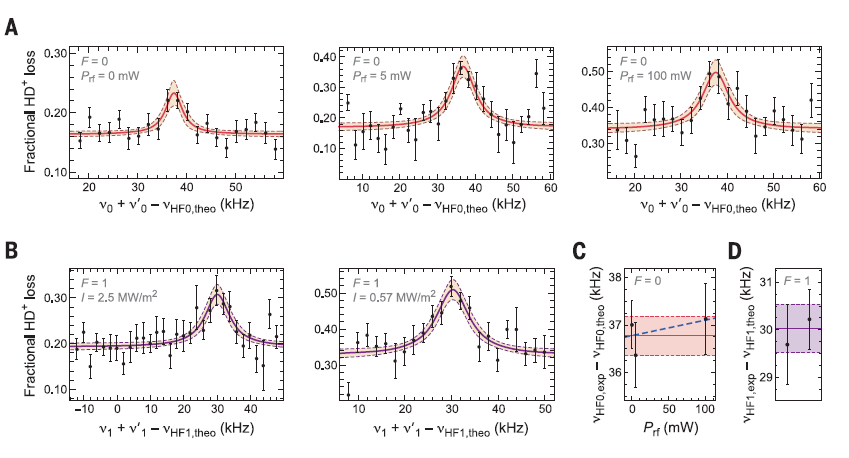 A
F = 0
P_rf = 0 mW
0.30
0.20
0.10
20 30 40 50
Fractional HD⁺ loss
ν₀ + ν′₀ − ν_HF0,theo (kHz)
F = 0
P_rf = 5 mW
0.40
0.30
0.20
0.10
10 20 30 40 50 60
ν₀ + ν′₀ − ν_HF0,theo (kHz)
F = 0
P_rf = 100 mW
0.50
0.40
0.30
20 30 40 50 60
ν₀ + ν′₀ − ν_HF0,theo (kHz)
B
F = 1
I = 2.5 MW/m²
0.30
0.20
0.10
−10 0 10 20 30 40
Fractional HD⁺ loss
ν₁ + ν′₁ − ν_HF1,theo (kHz)
F = 1
I = 0.57 MW/m²
0.50
0.40
0.30
10 20 30 40 50
ν₁ + ν′₁ − ν_HF1,theo (kHz)
C
F = 0
38
37
36
0 50 100
ν_HF0,exp − ν_HF0,theo (kHz)
P_rf (mW)
D
F = 1
31
30
29
ν_HF1,exp − ν_HF1,theo (kHz)